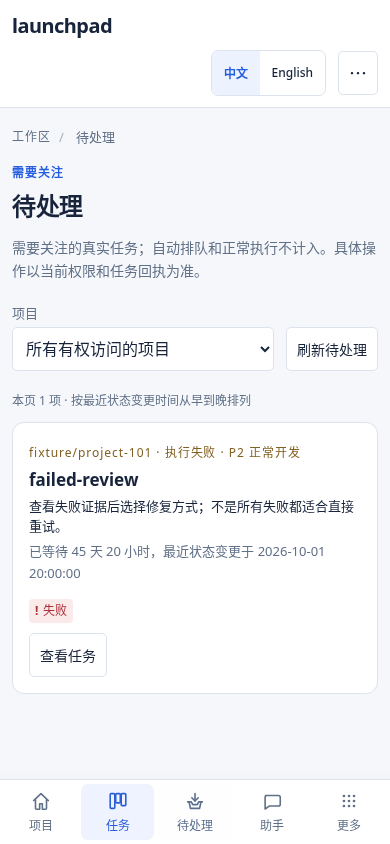 launchpad
中文 English
工作区 / 待处理
需要关注
待处理
需要关注的真实任务；自动排队和正常执行不计入。具体操
作以当前权限和任务回执为准。
项目
所有有权访问的项目 刷新待处理
本页 1 项 · 按最近状态变更时间从早到晚排列
fixture/project-101 · 执行失败 · P2 正常开发
failed-review
查看失败证据后选择修复方式；不是所有失败都适合直接
重试。
已等待 45 天 20 小时，最近状态变更于 2026-10-01
20:00:00
! 失败
查看任务
项目 任务 待处理 助手 更多